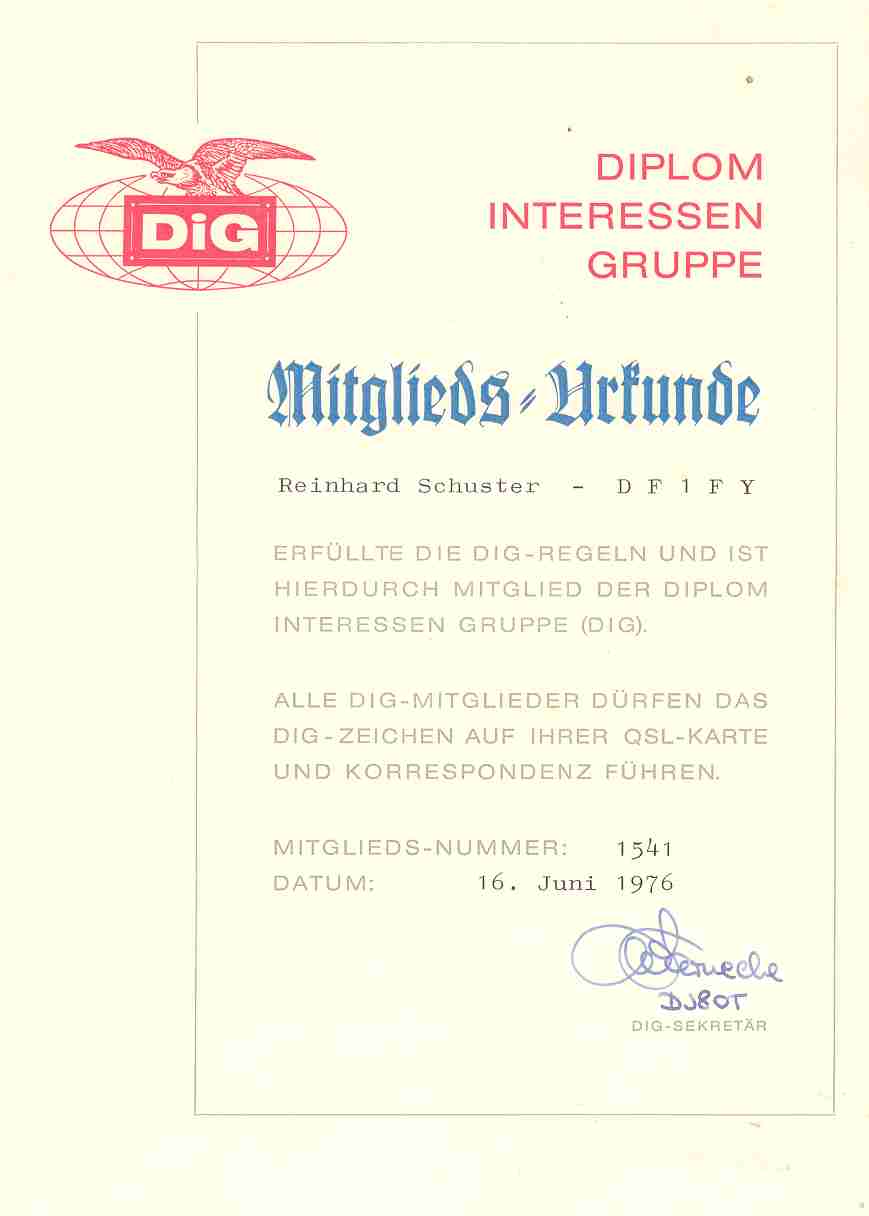 DiG
DIPLOM
INTERESSEN
GRUPPE
Mitglieds-Urkunde
Reinhard Schuster - D F 1 F Y
ERFÜLLTE DIE DIG-REGELN UND IST
HIERDURCH MITGLIED DER DIPLOM
INTERESSEN GRUPPE (DIG).
ALLE DIG-MITGLIEDER DÜRFEN DAS
DIG-ZEICHEN AUF IHRER QSL-KARTE
UND KORRESPONDENZ FÜHREN.
MITGLIEDS-NUMMER: 1541
DATUM: 16. Juni 1976
DJ8OT
DIG-SEKRETÄR